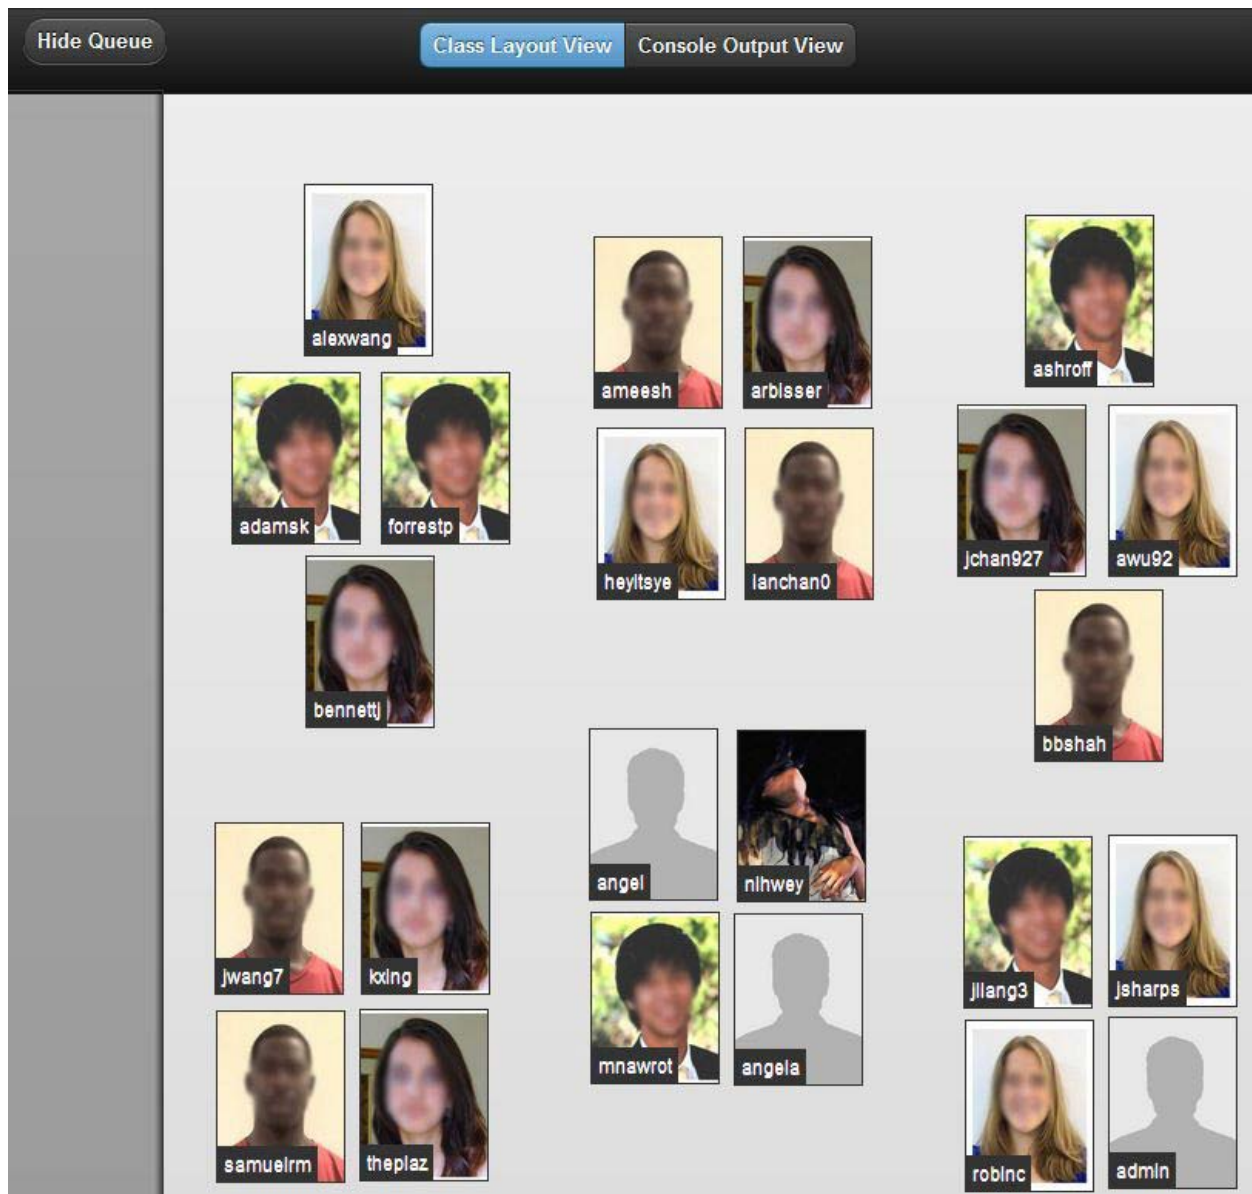 Hide Queue
Class Layout View
Console Output View
alexwang
ameesh
arbisser
ashroff
adamsk
forrestp
heyitsye
ianchan0
jchan927
awu92
bennettj
bbshah
angel
nihwey
jwang7
kxing
jliang3
jsharps
mnawrot
angela
samuelrm
theplaz
robinc
admin